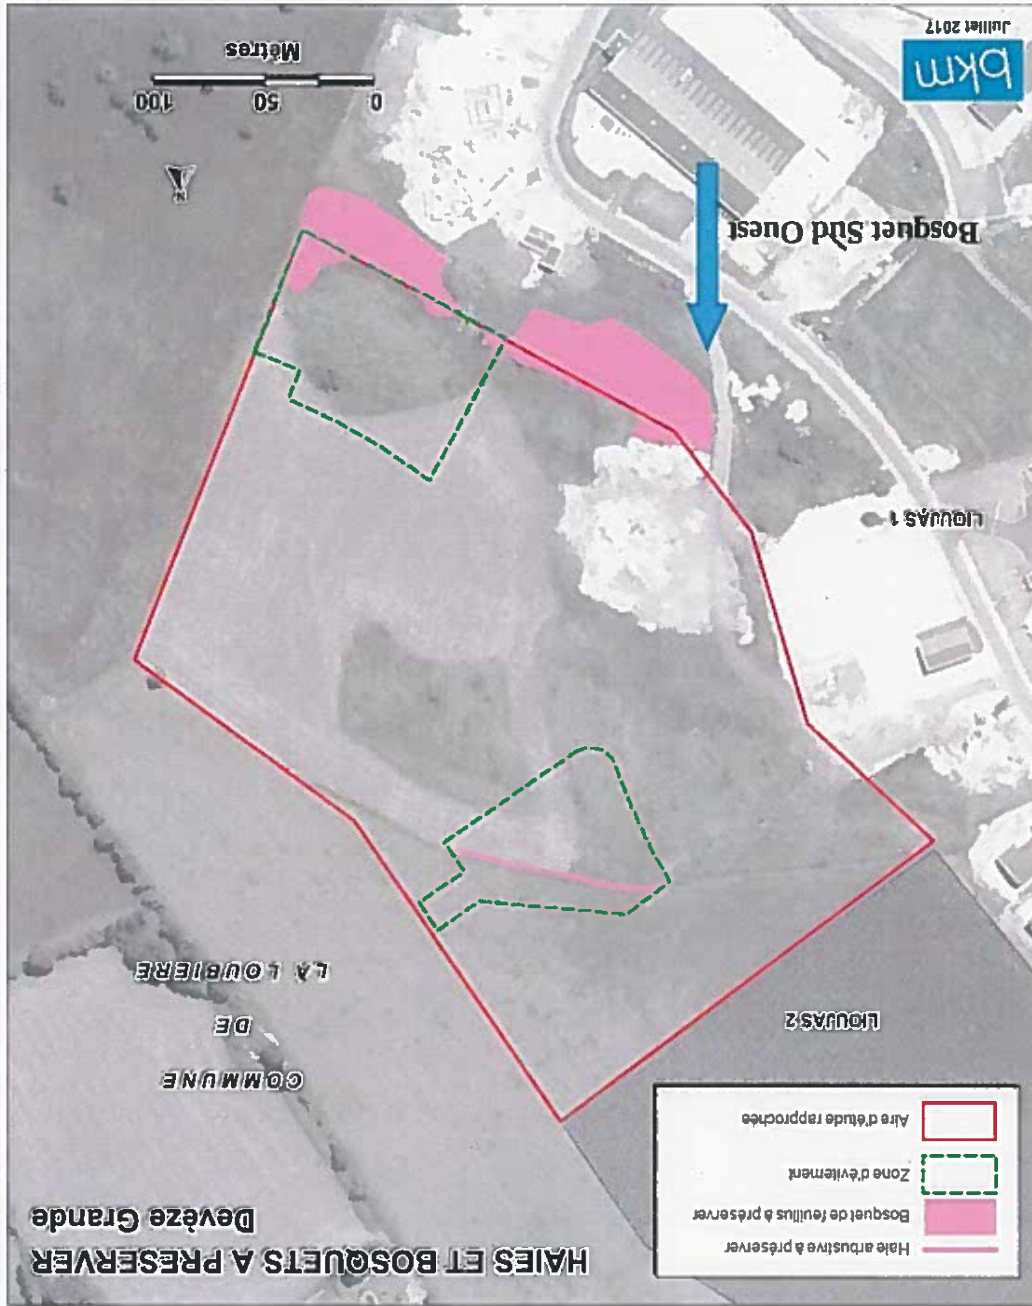 HAIES ET BOSQUETS A PRESERVER
Devèze Grande
Haie arbustive à préserver
Bosquet de feuillus à préserver
Zone d'évitement
Aire d'étude rapprochée
COMMUNE
DE
LA LOUBIERE
LIOUJAS 2
LIOUJAS 1
Bosquet Sud Ouest
N
0 50 100
Mètres
bkm
Juillet 2017